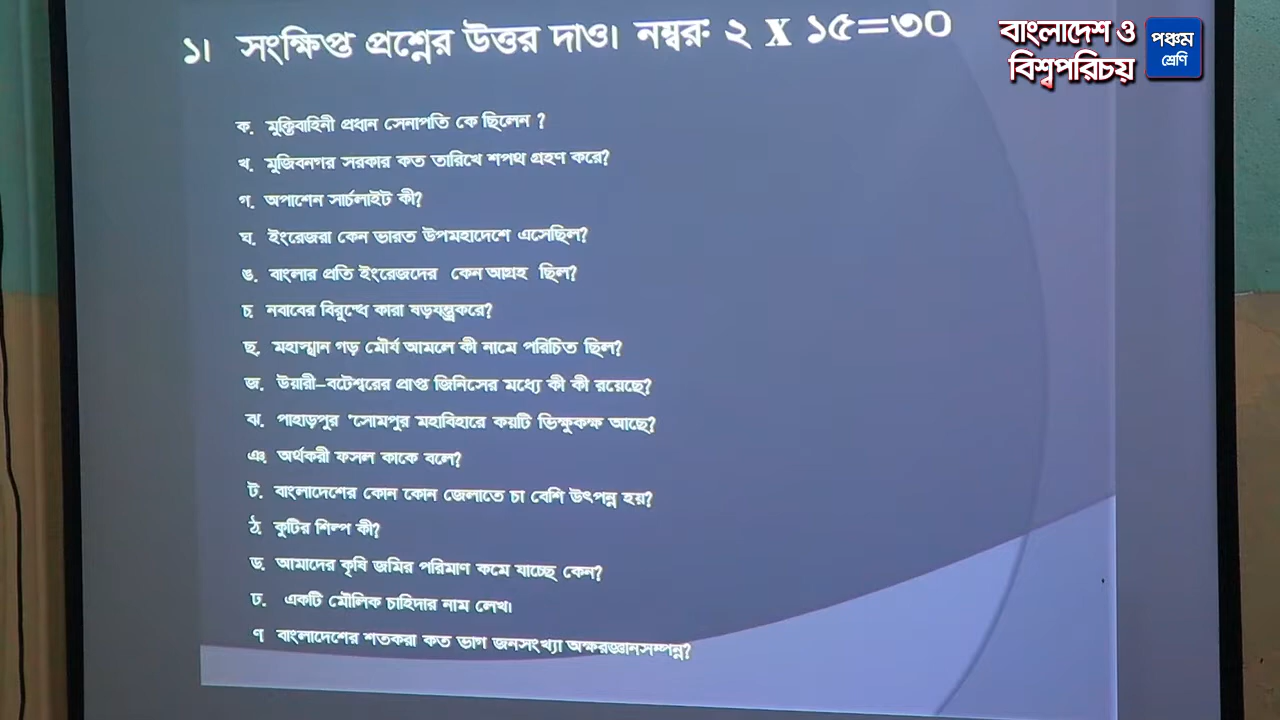 ১। সংক্ষিপ্ত প্রশ্নের উত্তর দাও। নম্বরঃ ২ X ১৫=৩০
বাংলাদেশ ও
বিশ্বপরিচয়
পঞ্চম
শ্রেণি
ক. মুক্তিবাহিনী প্রধান সেনাপতি কে ছিলেন ?
খ. মুজিবনগর সরকার কত তারিখে শপথ গ্রহণ করে?
গ. অপাশেন সার্চলাইট কী?
ঘ. ইংরেজরা কেন ভারত উপমহাদেশে এসেছিল?
ঙ. বাংলার প্রতি ইংরেজদের কেন আগ্রহ ছিল?
চ. নবাবের বিরুদ্ধে কারা ষড়যন্ত্রকরে?
ছ. মহাস্থান গড় মৌর্য আমলে কী নামে পরিচিত ছিল?
জ. উয়ারী-বটেশ্বরের প্রাপ্ত জিনিসের মধ্যে কী কী রয়েছে?
ঝ. পাহাড়পুর 'সোমপুর মহাবিহারে কয়টি ভিক্ষুকক্ষ আছে?
ঞ. অর্থকরী ফসল কাকে বলে?
ট. বাংলাদেশের কোন কোন জেলাতে চা বেশি উৎপন্ন হয়?
ঠ. কুটির শিল্প কী?
ড. আমাদের কৃষি জমির পরিমাণ কমে যাচ্ছে কেন?
ঢ. একটি মৌলিক চাহিদার নাম লেখ।
ণ বাংলাদেশের শতকরা কত ভাগ জনসংখ্যা অক্ষরজ্ঞানসম্পন্ন?